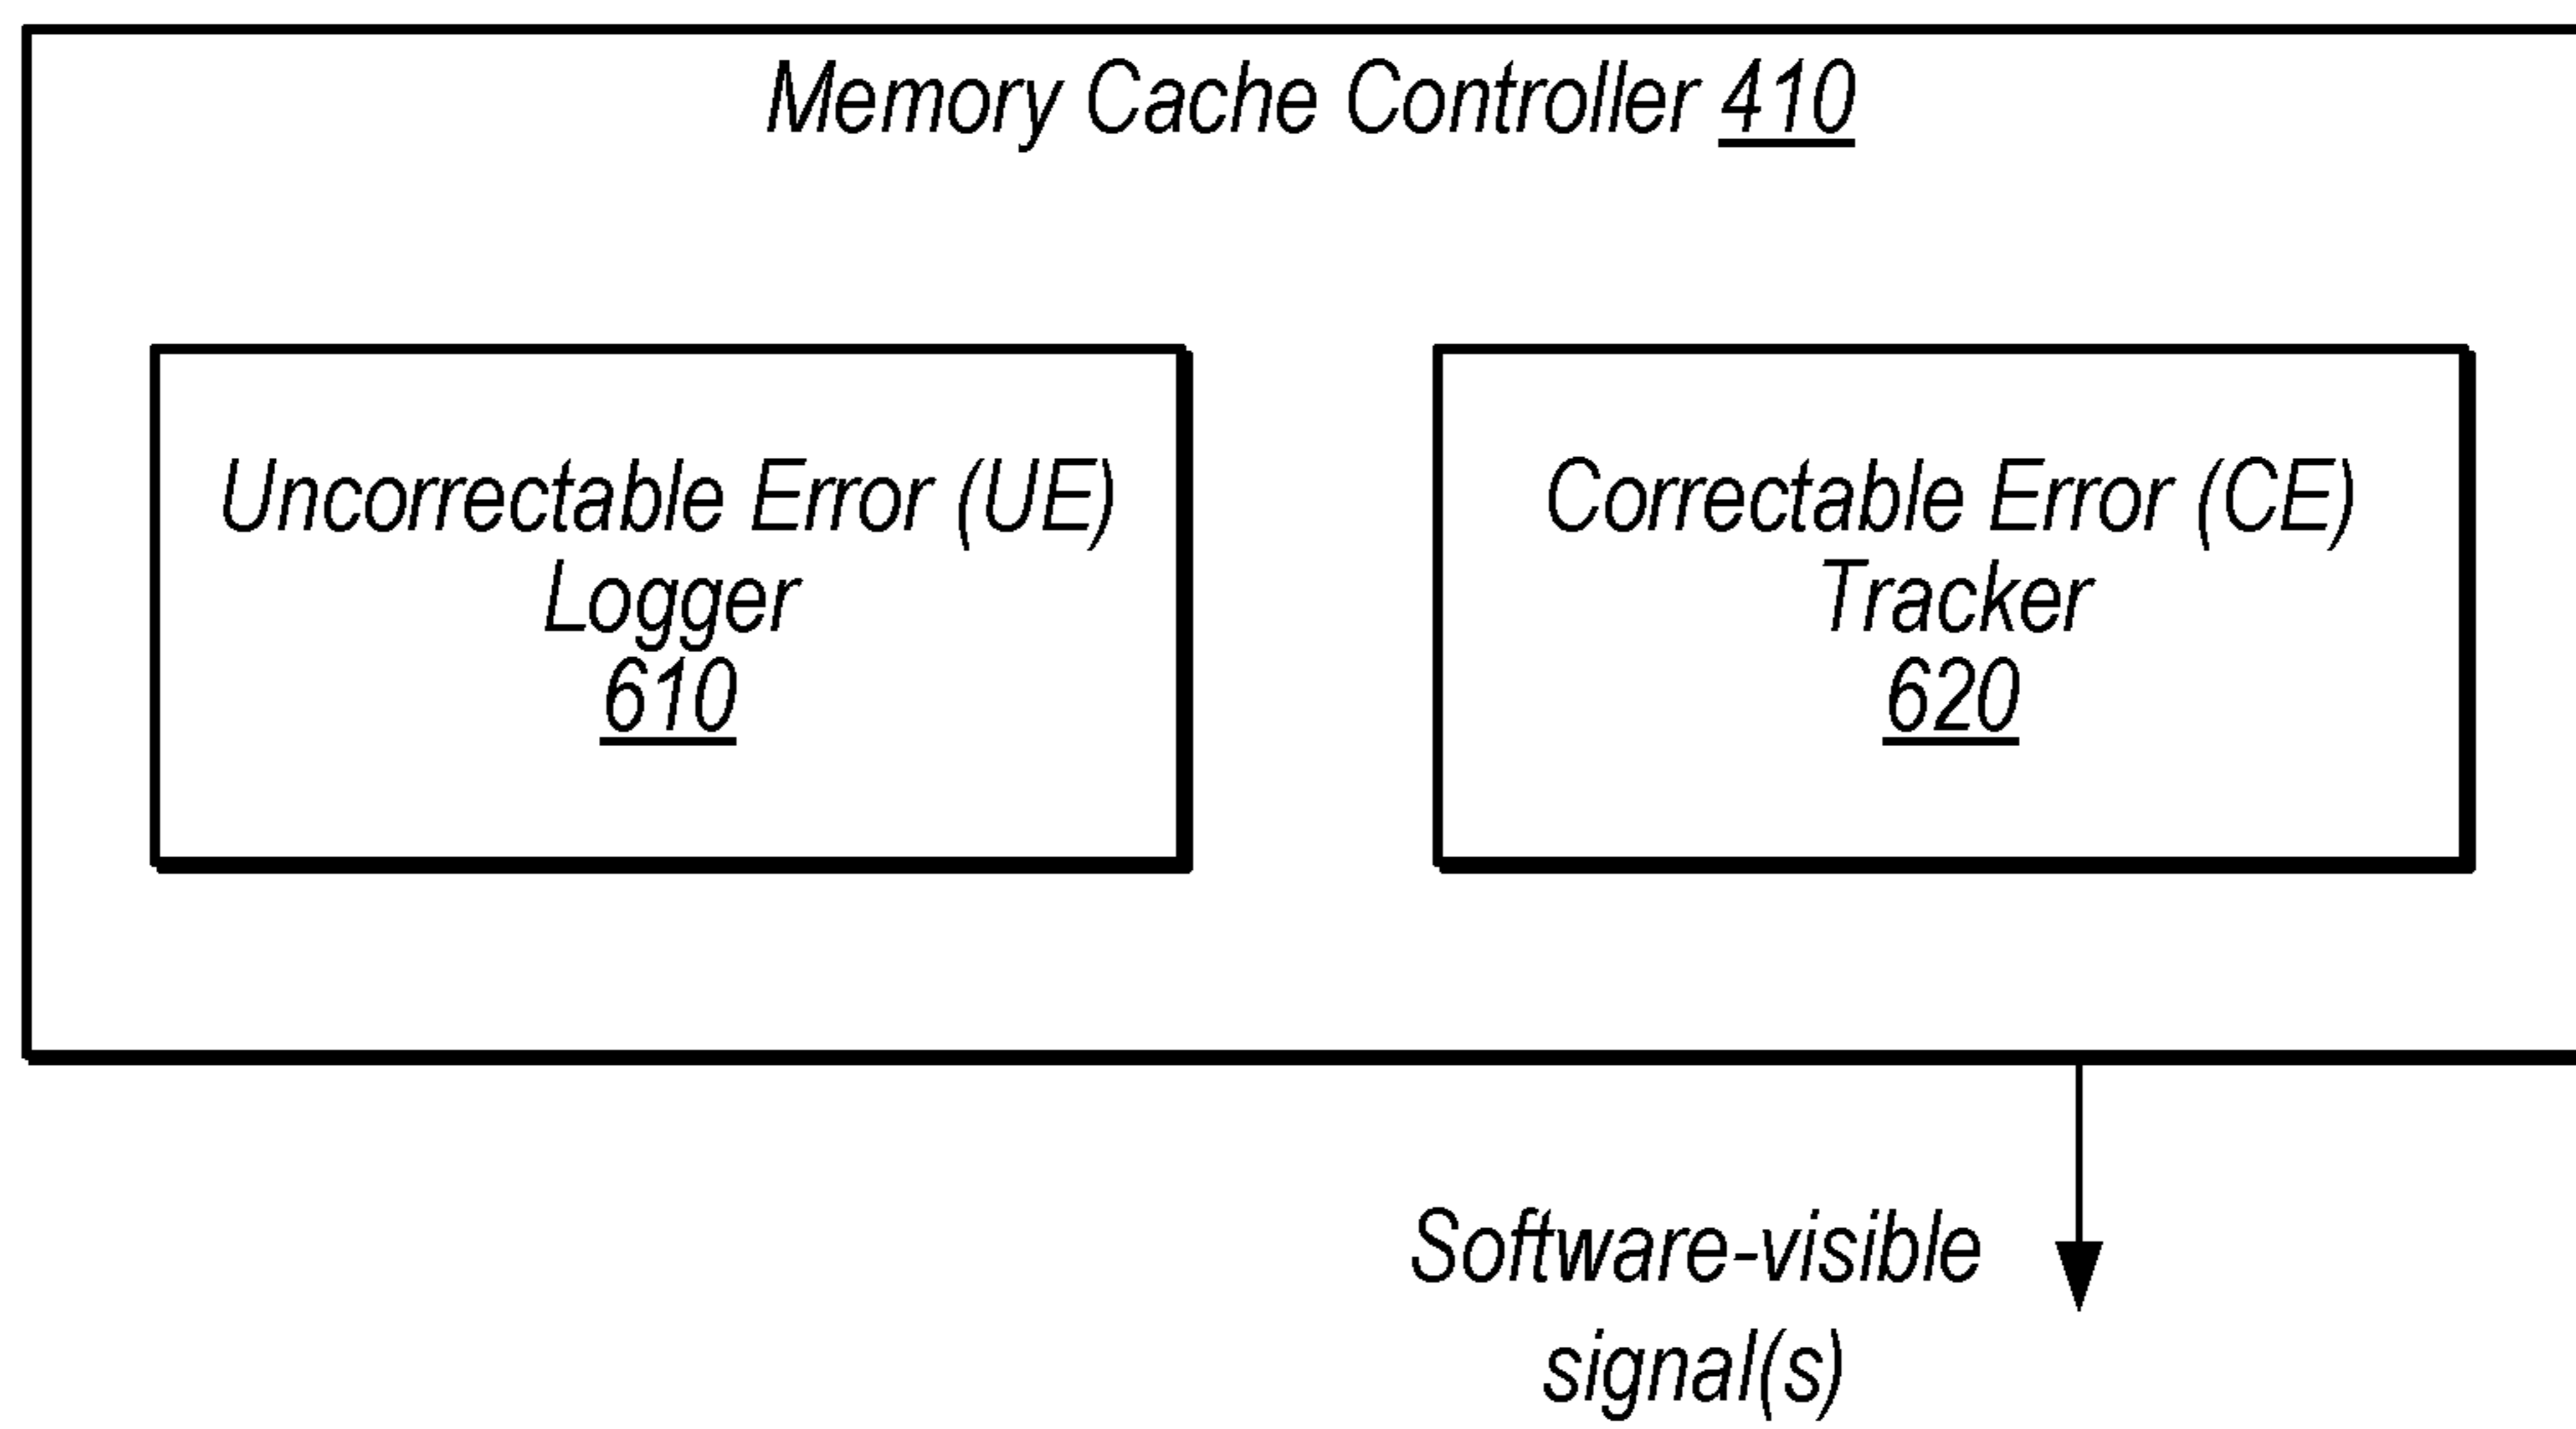 Memory Cache Controller 410
Uncorrectable Error (UE)
Logger
610
Correctable Error (CE)
Tracker
620
Software-visible
signal(s)